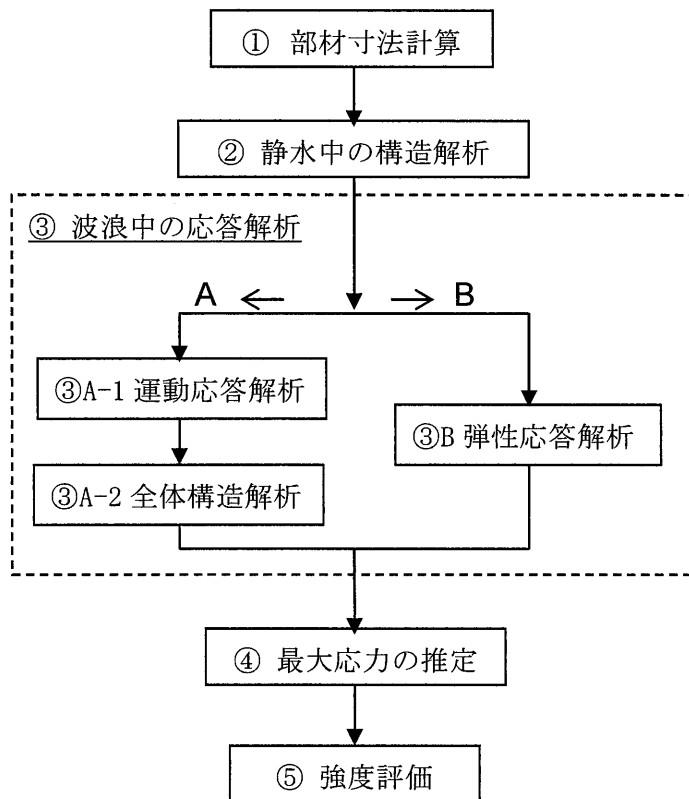 ① 部材寸法計算
② 静水中の構造解析
③ 波浪中の応答解析
A
B
③A-1 運動応答解析
③B 弾性応答解析
③A-2 全体構造解析
④ 最大応力の推定
⑤ 強度評価